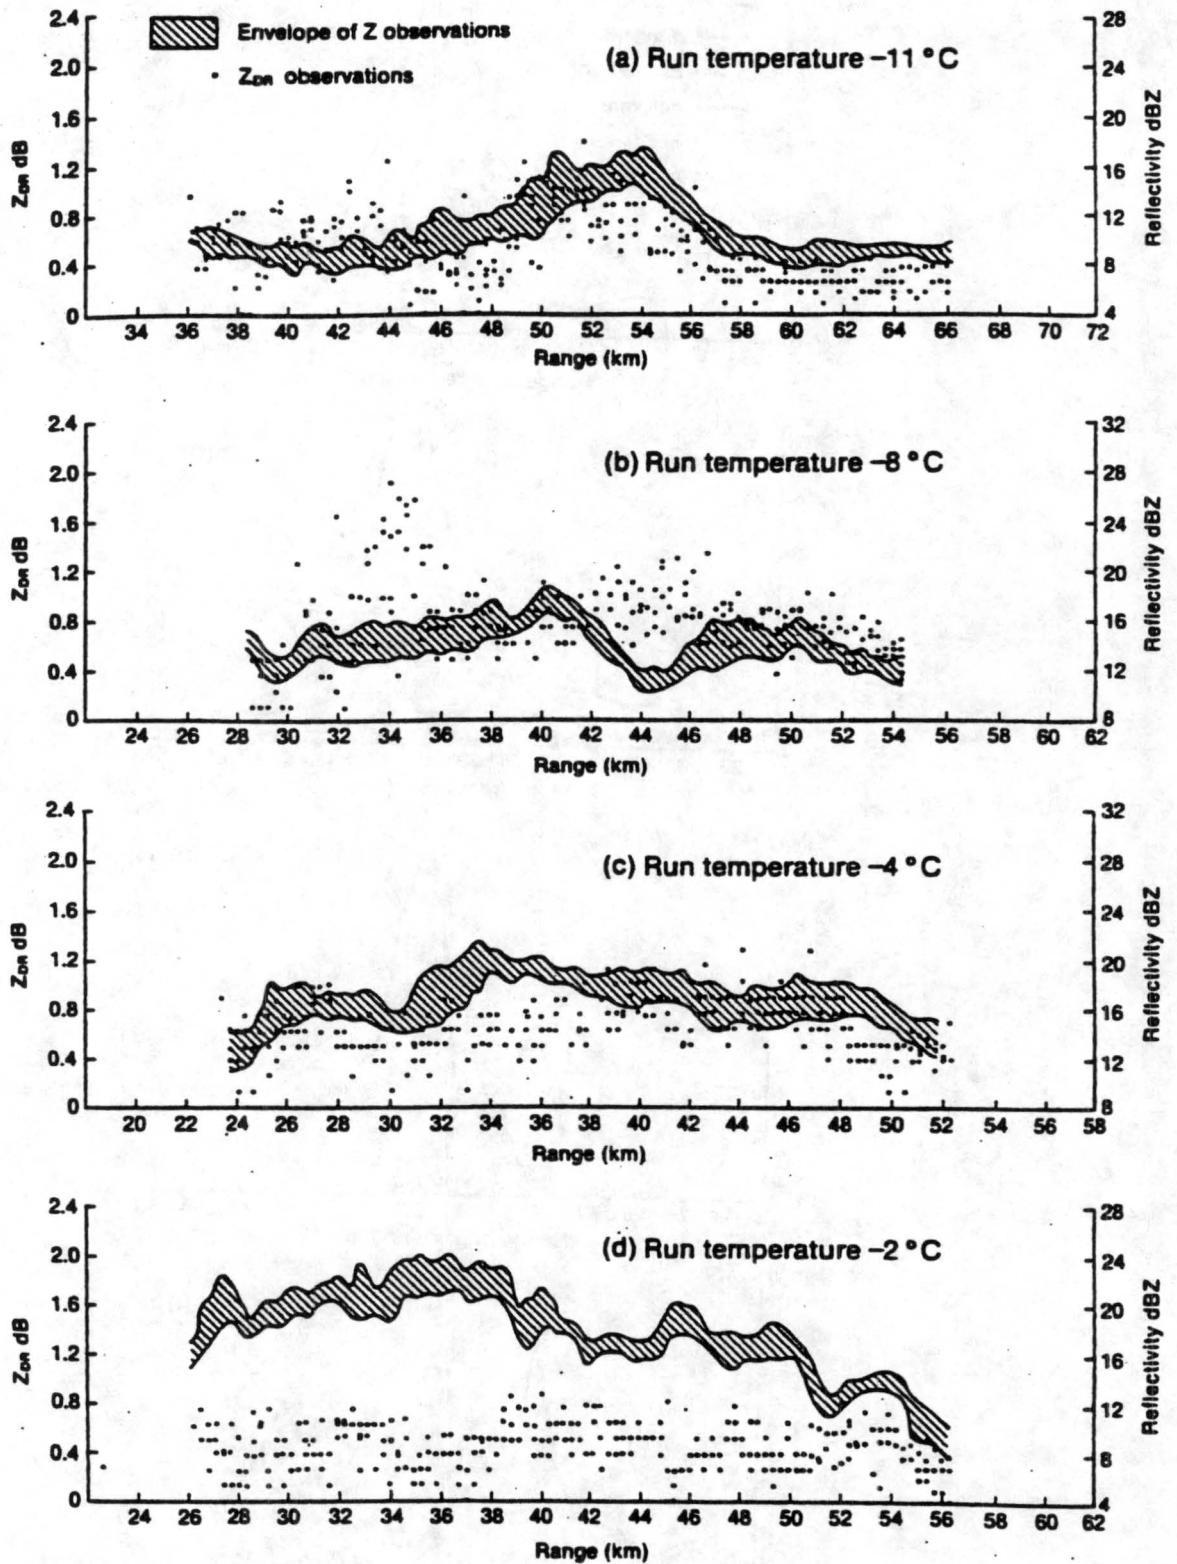 Envelope of Z observations
Z_DR observations
(a) Run temperature –11 °C
2.4
2.0
1.6
1.2
0.8
0.4
0
Z_DR dB
28
24
20
16
12
8
4
Reflectivity dBZ
34 36 38 40 42 44 46 48 50 52 54 56 58 60 62 64 66 68 70 72
Range (km)
(b) Run temperature –8 °C
2.4
2.0
1.6
1.2
0.8
0.4
0
Z_DR dB
32
28
24
20
16
12
8
Reflectivity dBZ
24 26 28 30 32 34 36 38 40 42 44 46 48 50 52 54 56 58 60 62
Range (km)
(c) Run temperature –4 °C
2.4
2.0
1.6
1.2
0.8
0.4
0
Z_DR dB
32
28
24
20
16
12
8
Reflectivity dBZ
20 22 24 26 28 30 32 34 36 38 40 42 44 46 48 50 52 54 56 58
Range (km)
(d) Run temperature –2 °C
2.4
2.0
1.6
1.2
0.8
0.4
0
Z_DR dB
28
24
20
16
12
8
4
Reflectivity dBZ
24 26 28 30 32 34 36 38 40 42 44 46 48 50 52 54 56 58 60 62
Range (km)